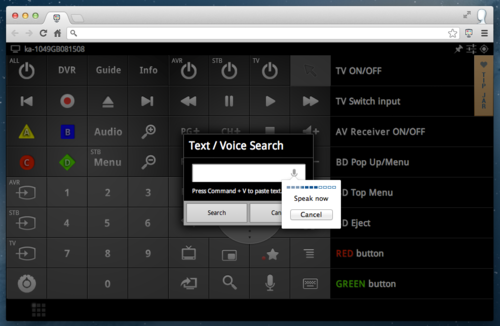 ka-1049GB081508
ALL
DVR
Guide
Info
AVR
STB
TV
TV ON/OFF
TIP JAR
TV Switch input
A
B
Audio
PG+
CH+
AV Receiver ON/OFF
Text / Voice Search
C
D
STB
Menu
BD Pop Up/Menu
Press Command + V to paste text.
Speak now
Cancel
AVR
1
2
3
Top Menu
Search
STB
4
5
6
Eject
TV
7
8
9
RED button
0
GREEN button